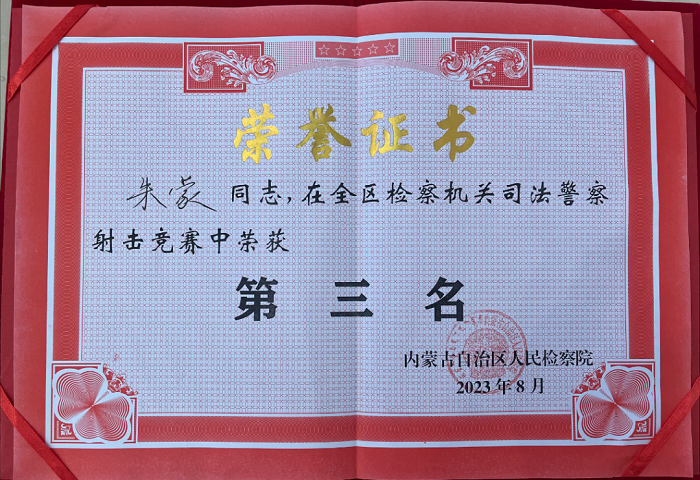 荣誉证书
朱蒙 同志，在全区检察机关司法警察
射击竞赛中荣获
第三名
内蒙古自治区人民检察院
2023年8月